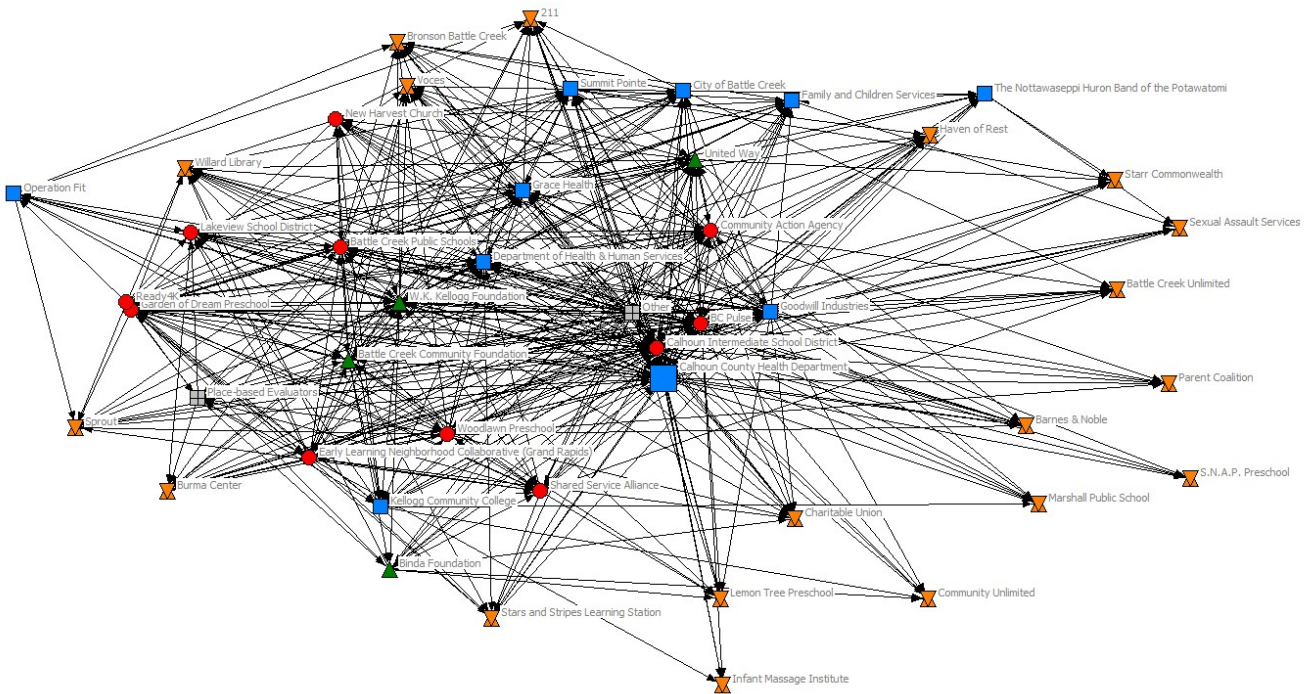 211
Bronson Battle Creek
Voces
Summit Pointe
City of Battle Creek
Family and Children Services
The Nottawaseppi Huron Band of the Potawatomi
New Harvest Church
Haven of Rest
United Way
Willard Library
Starr Commonwealth
Operation Fit
Grace Health
Sexual Assault Services
Lakeview School District
Community Action Agency
Battle Creek Public Schools
Department of Health & Human Services
Battle Creek Unlimited
Ready4K
W.K. Kellogg Foundation
Garden of Dream Preschool
Other
Goodwill Industries
BC Pulse
Calhoun Intermediate School District
Battle Creek Community Foundation
Calhoun County Health Department
Parent Coalition
Place-based Evaluators
Sprout
Barnes & Noble
Woodlawn Preschool
Early Learning Neighborhood Collaborative (Grand Rapids)
S.N.A.P. Preschool
Burma Center
Shared Service Alliance
Kellogg Community College
Marshall Public School
Charitable Union
Binda Foundation
Lemon Tree Preschool
Community Unlimited
Stars and Stripes Learning Station
Infant Massage Institute